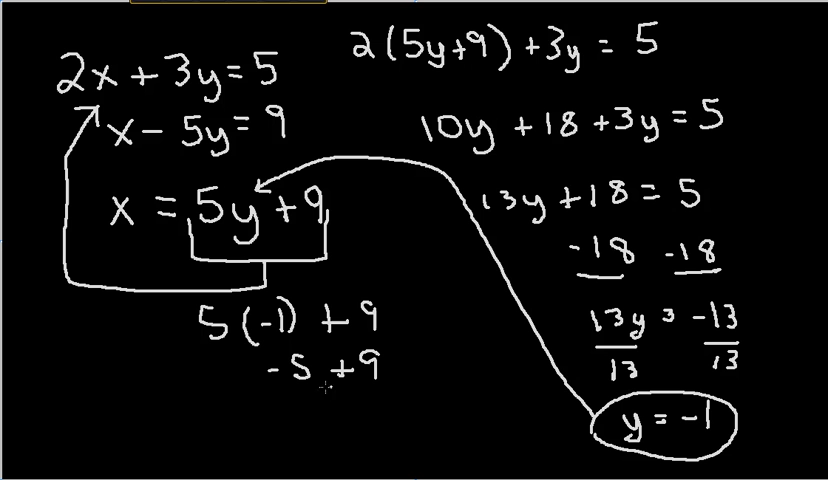 2x + 3y = 5
x - 5y = 9
x = 5y + 9
5(-1) + 9
-5 + 9
2(5y+9) + 3y = 5
10y + 18 + 3y = 5
13y + 18 = 5
-18 -18
13y = -13
13 13
y = -1